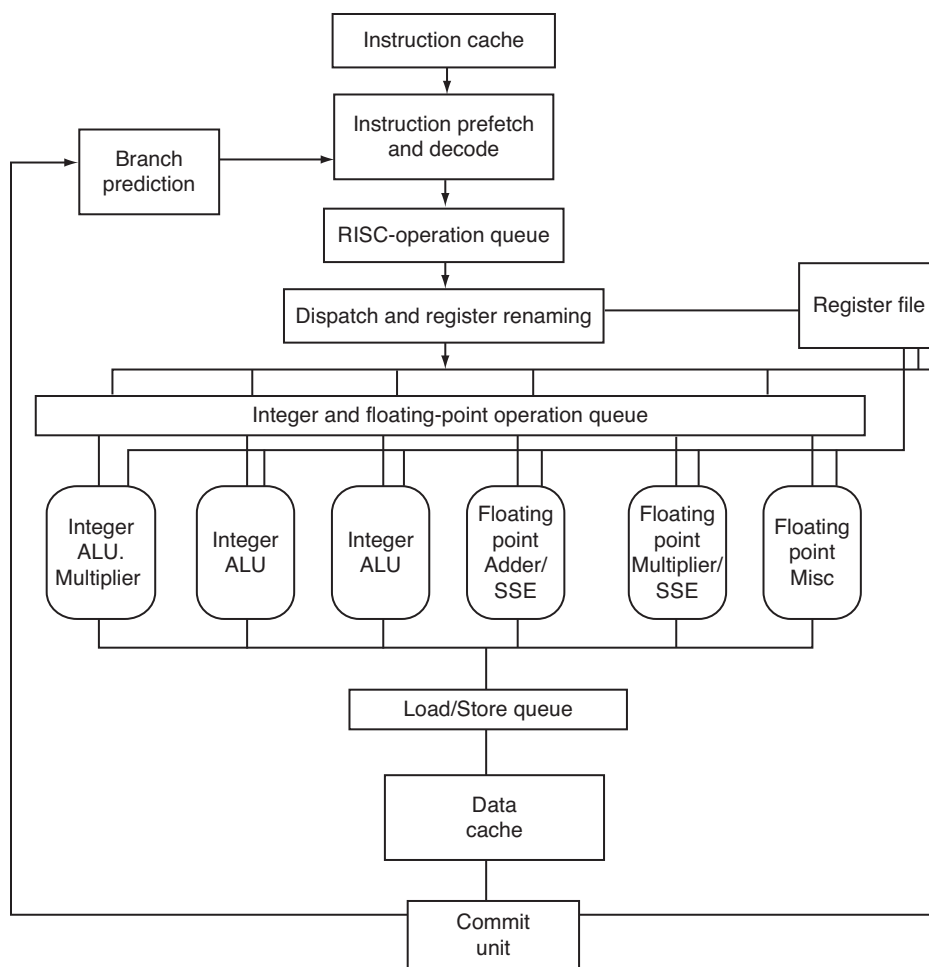 Instruction cache
Instruction prefetch
and decode
Branch
prediction
RISC-operation queue
Dispatch and register renaming
Register file
Integer and floating-point operation queue
Integer
ALU.
Multiplier
Integer
ALU
Integer
ALU
Floating
point
Adder/
SSE
Floating
point
Multiplier/
SSE
Floating
point
Misc
Load/Store queue
Data
cache
Commit
unit